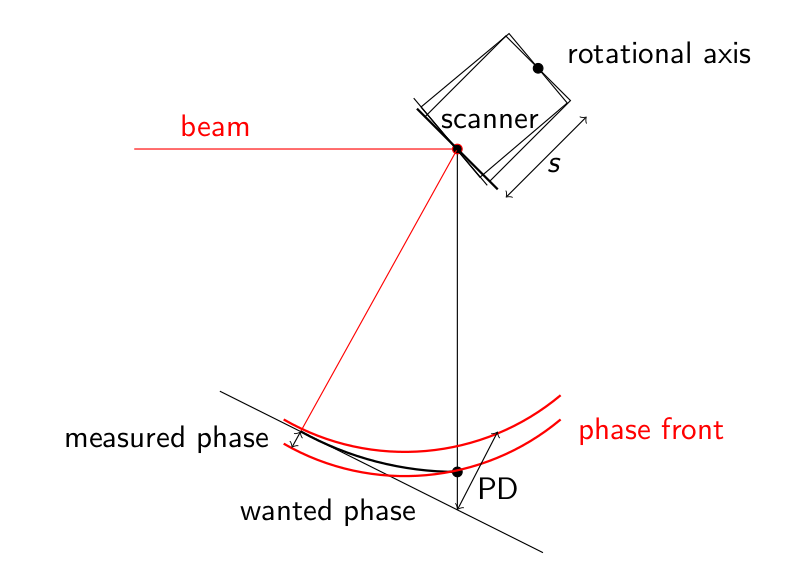 rotational axis
scanner
beam
s
phase front
measured phase
PD
wanted phase